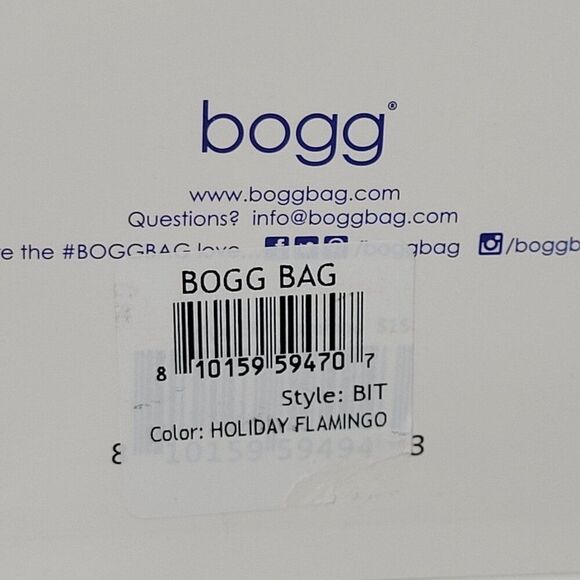 bogg®
www.boggbag.com
Questions? info@boggbag.com
e the #BOGGBAG love... /boggbag /boggb
BOGG BAG
8 10159 59470 7
Style: BIT
Color: HOLIDAY FLAMINGO
8 10159 59494 3